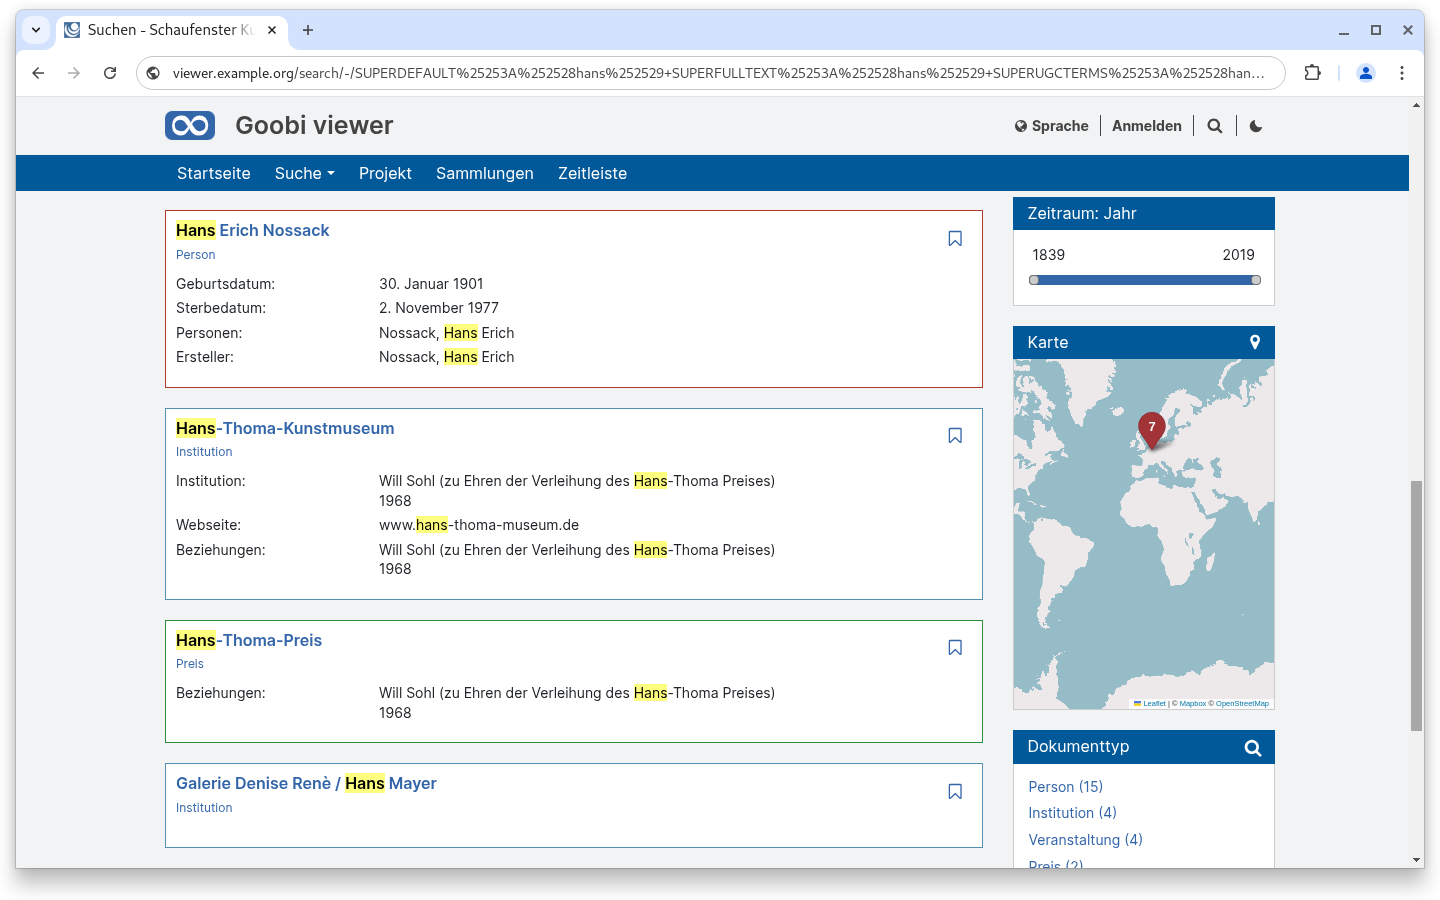 Suchen - Schaufenster
viewer.example.org/search/-/SUPERDEFAULT%25253A%252528hans%252529+SUPERFULLTEXT%25253A%252528hans%252529+SUPERUGCTERMS%25253A%252528han...
Goobi viewer
Sprache
Anmelden
Startseite
Suche
Projekt
Sammlungen
Zeitleiste
Hans Erich Nossack
Person
Geburtsdatum: 30. Januar 1901
Sterbedatum: 2. November 1977
Personen: Nossack, Hans Erich
Ersteller: Nossack, Hans Erich
Hans-Thoma-Kunstmuseum
Institution
Institution: Will Sohl (zu Ehren der Verleihung des Hans-Thoma Preises)
1968
Webseite: www.hans-thoma-museum.de
Beziehungen: Will Sohl (zu Ehren der Verleihung des Hans-Thoma Preises)
1968
Hans-Thoma-Preis
Preis
Beziehungen: Will Sohl (zu Ehren der Verleihung des Hans-Thoma Preises)
1968
Galerie Denise Renè / Hans Mayer
Institution
Zeitraum: Jahr
1839 2019
Karte
7
Leaflet | © Mapbox © OpenStreetMap
Dokumenttyp
Person (15)
Institution (4)
Veranstaltung (4)
Preis (2)